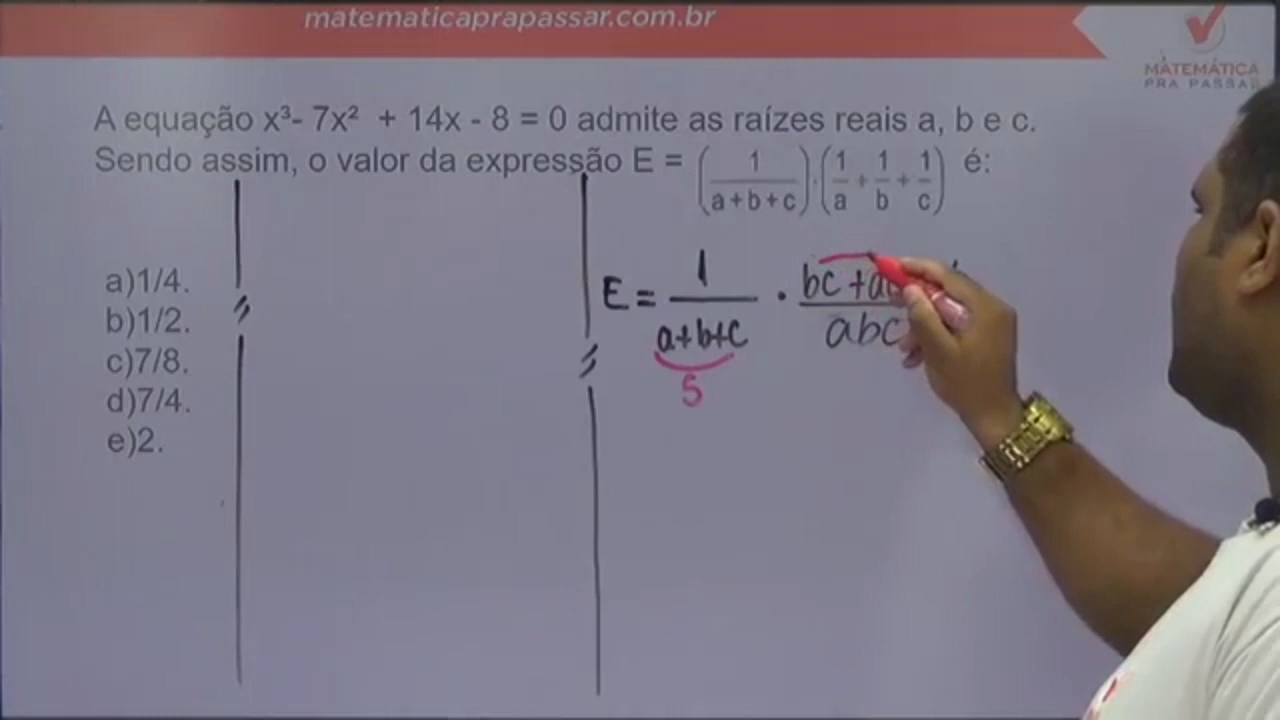 matematicaprapassar.com.br
MATEMÁTICA
PRA PASSAR
A equação x³- 7x² + 14x - 8 = 0 admite as raízes reais a, b e c.
Sendo assim, o valor da expressão E = (1/(a+b+c)).(1/a + 1/b + 1/c) é:
a)1/4.
b)1/2.
c)7/8.
d)7/4.
e)2.
E = 1/(a+b+c) · bc + a
abc
S